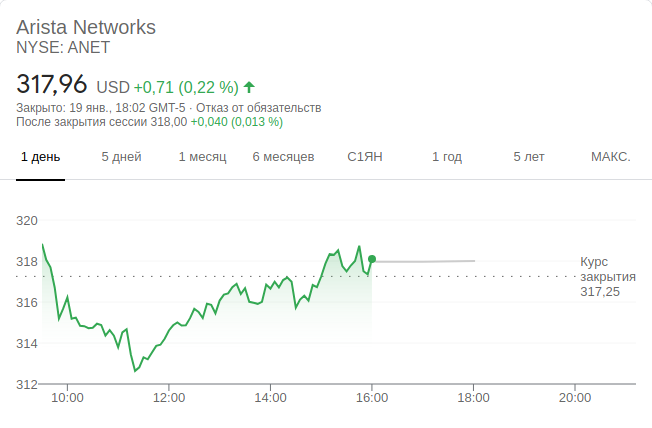 Arista Networks
NYSE: ANET
317,96 USD +0,71 (0,22 %)
Закрыто: 19 янв., 18:02 GMT-5 · Отказ от обязательств
После закрытия сессии 318,00 +0,040 (0,013 %)
1 день 5 дней 1 месяц 6 месяцев С1ЯН 1 год 5 лет МАКС.
320
318
316
314
312
Курс
закрытия
317,25
10:00 12:00 14:00 16:00 18:00 20:00